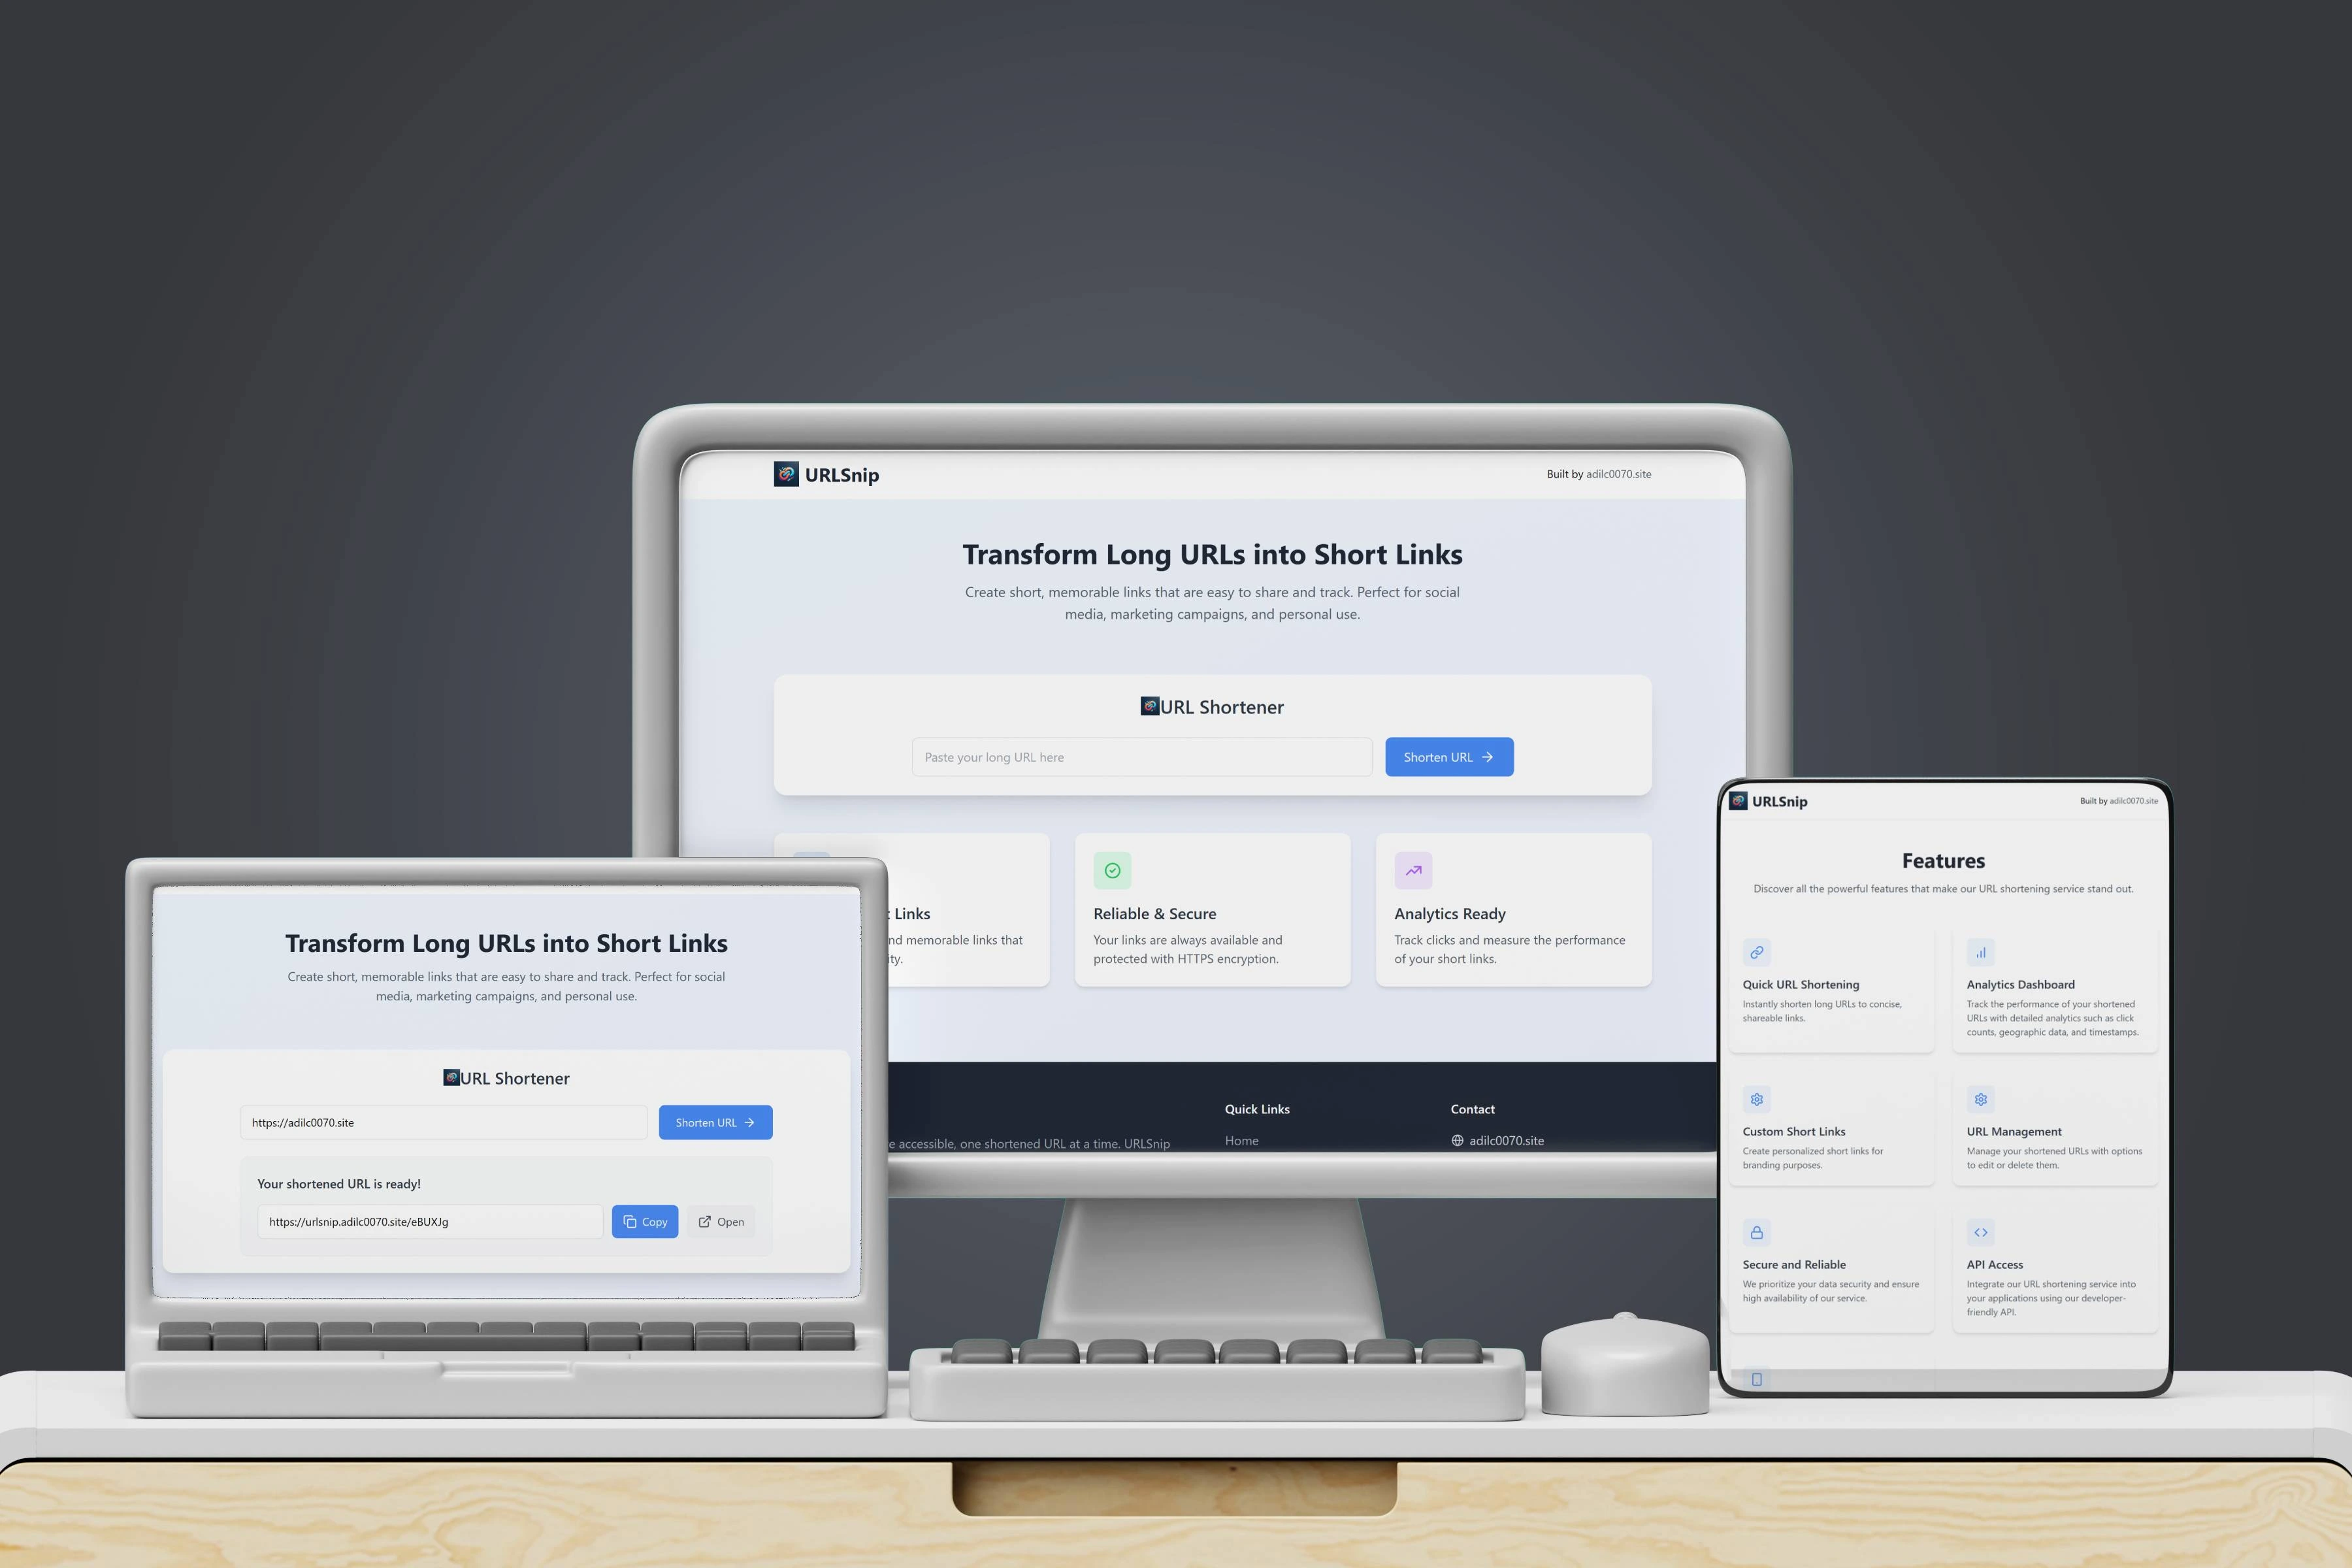 URLSnip
Built by adilc0070.site
Transform Long URLs into Short Links
Create short, memorable links that are easy to share and track. Perfect for social
media, marketing campaigns, and personal use.
URL Shortener
Paste your long URL here
Shorten URL
Links
memorable links that
Reliable & Secure
Your links are always available and
protected with HTTPS encryption.
Analytics Ready
Track clicks and measure the performance
of your short links.
accessible, one shortened URL at a time. URLSnip
Quick Links
Home
Contact
adilc0070.site
Transform Long URLs into Short Links
Create short, memorable links that are easy to share and track. Perfect for social
media, marketing campaigns, and personal use.
URL Shortener
https://adilc0070.site
Shorten URL
Your shortened URL is ready!
https://urlsnip.adilc0070.site/eBUXJg
Copy
Open
URLSnip
Built by adilc0070.site
Features
Discover all the powerful features that make our URL shortening service stand out.
Quick URL Shortening
Instantly shorten long URLs to concise,
shareable links.
Analytics Dashboard
Track the performance of your shortened
URLs with detailed analytics such as click
counts, geographic data, and timestamps.
Custom Short Links
Create personalized short links for
branding purposes.
URL Management
Manage your shortened URLs with options
to edit or delete them.
Secure and Reliable
We prioritize your data security and ensure
high availability of our service.
API Access
Integrate our URL shortening service into
your applications using our developer-
friendly API.